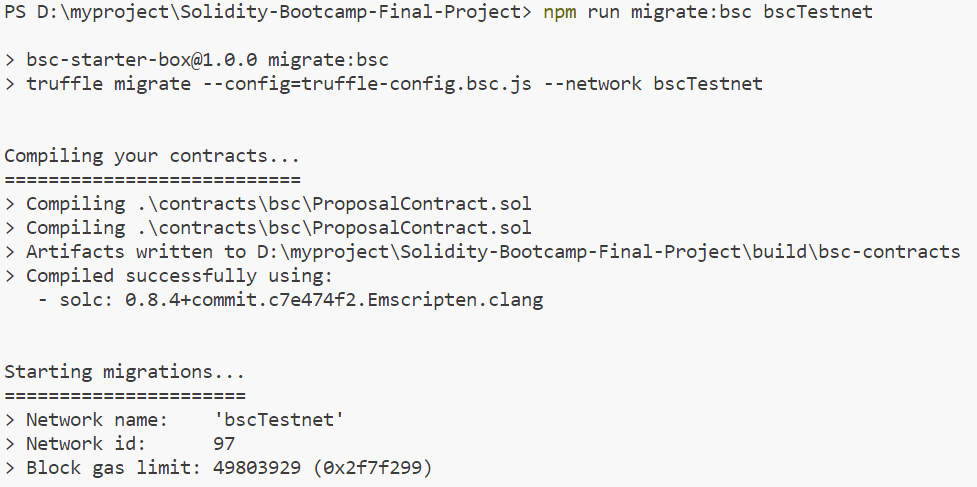 PS D:\myproject\Solidity-Bootcamp-Final-Project> npm run migrate:bsc bscTestnet
> bsc-starter-box@1.0.0 migrate:bsc
> truffle migrate --config=truffle-config.bsc.js --network bscTestnet
Compiling your contracts...
===========================
> Compiling .\contracts\bsc\ProposalContract.sol
> Compiling .\contracts\bsc\ProposalContract.sol
> Artifacts written to D:\myproject\Solidity-Bootcamp-Final-Project\build\bsc-contracts
> Compiled successfully using:
   - solc: 0.8.4+commit.c7e474f2.Emscripten.clang
Starting migrations...
======================
> Network name:    'bscTestnet'
> Network id:      97
> Block gas limit: 49803929 (0x2f7f299)